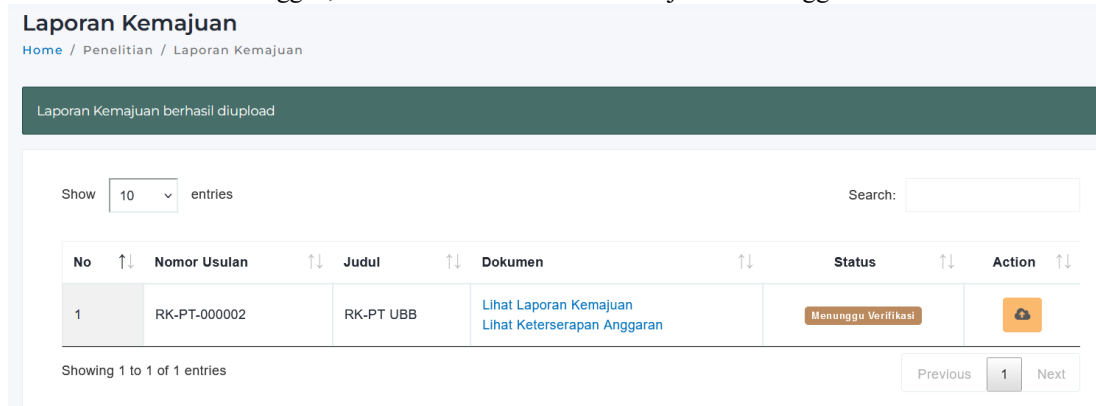 Laporan Kemajuan
Home / Penelitian / Laporan Kemajuan
Laporan Kemajuan berhasil diupload
Show 10 entries Search:
No Nomor Usulan Judul Dokumen Status Action
1 RK-PT-000002 RK-PT UBB Lihat Laporan Kemajuan Menunggu Verifikasi
Lihat Keterserapan Anggaran
Showing 1 to 1 of 1 entries Previous 1 Next